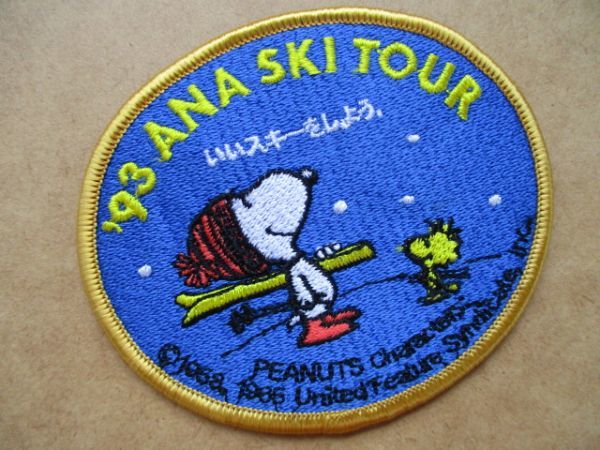 '93 ANA SKI TOUR
いいスキーをしよう。
PEANUTS Characters:
©1958, 1966 United Feature Syndicate, Inc.